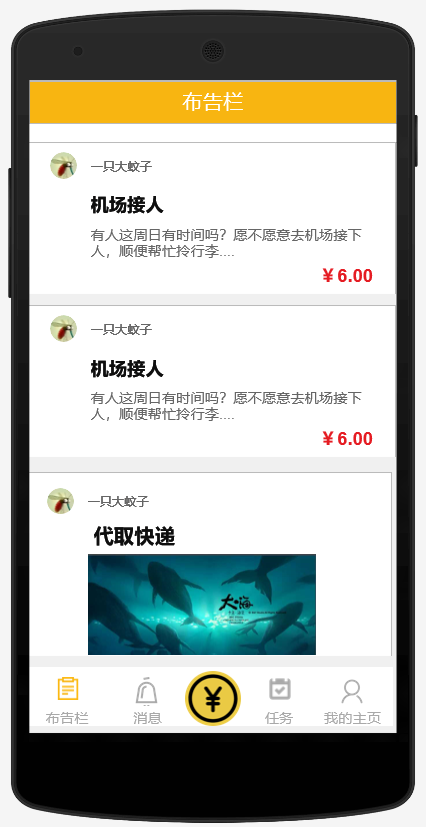 布告栏
一只大蚊子
机场接人
有人这周日有时间吗？愿不愿意去机场接下
人，顺便帮忙拎行李....
¥ 6.00
一只大蚊子
机场接人
有人这周日有时间吗？愿不愿意去机场接下
人，顺便帮忙拎行李....
¥ 6.00
一只大蚊子
代取快递
大海
布告栏
消息
¥
任务
我的主页